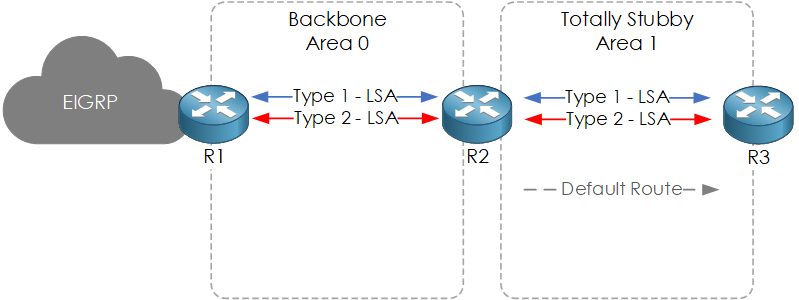 Backbone
Area 0
Totally Stubby
Area 1
EIGRP
Type 1 - LSA
Type 2 - LSA
Type 1 - LSA
Type 2 - LSA
R1
R2
R3
Default Route